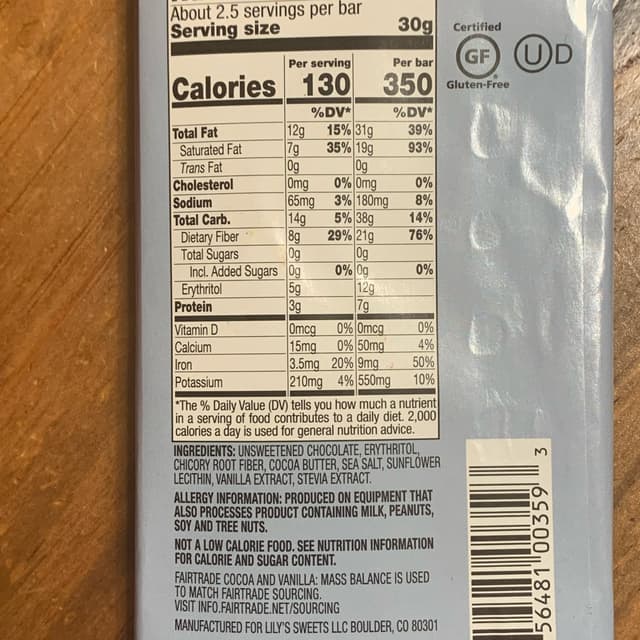 About 2.5 servings per bar
Serving size 30g
Per serving Per bar
Calories 130 350
%DV* %DV*
Total Fat 12g 15% 31g 39%
Saturated Fat 7g 35% 19g 93%
Trans Fat 0g 0g
Cholesterol 0mg 0% 0mg 0%
Sodium 65mg 3% 180mg 8%
Total Carb. 14g 5% 38g 14%
Dietary Fiber 8g 29% 21g 76%
Total Sugars 0g 0g
Incl. Added Sugars 0g 0% 0g 0%
Erythritol 5g 12g
Protein 3g 7g
Vitamin D 0mcg 0% 0mcg 0%
Calcium 15mg 0% 50mg 4%
Iron 3.5mg 20% 9mg 50%
Potassium 210mg 4% 550mg 10%
*The % Daily Value (DV) tells you how much a nutrient
in a serving of food contributes to a daily diet. 2,000
calories a day is used for general nutrition advice.
INGREDIENTS: UNSWEETENED CHOCOLATE, ERYTHRITOL,
CHICORY ROOT FIBER, COCOA BUTTER, SEA SALT, SUNFLOWER
LECITHIN, VANILLA EXTRACT, STEVIA EXTRACT.
ALLERGY INFORMATION: PRODUCED ON EQUIPMENT THAT
ALSO PROCESSES PRODUCT CONTAINING MILK, PEANUTS,
SOY AND TREE NUTS.
NOT A LOW CALORIE FOOD. SEE NUTRITION INFORMATION
FOR CALORIE AND SUGAR CONTENT.
FAIRTRADE COCOA AND VANILLA: MASS BALANCE IS USED
TO MATCH FAIRTRADE SOURCING.
VISIT INFO.FAIRTRADE.NET/SOURCING
MANUFACTURED FOR LILY'S SWEETS LLC BOULDER, CO 80301
Certified
GF
Gluten-Free
U D
56481 00359 3